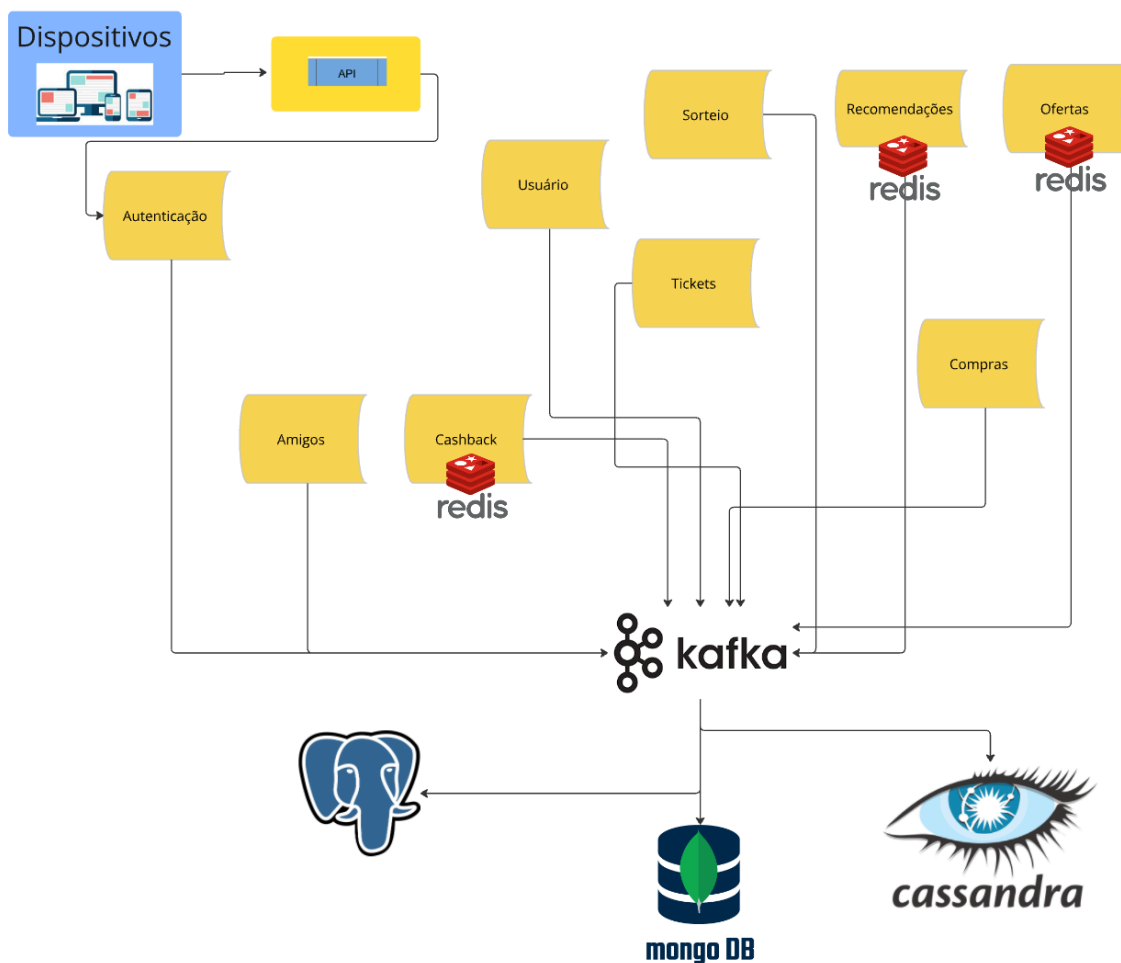 Dispositivos
API
Sorteio
Recomendações
redis
Ofertas
redis
Usuário
Autenticação
Tickets
Compras
Amigos
Cashback
redis
kafka
cassandra
mongo DB